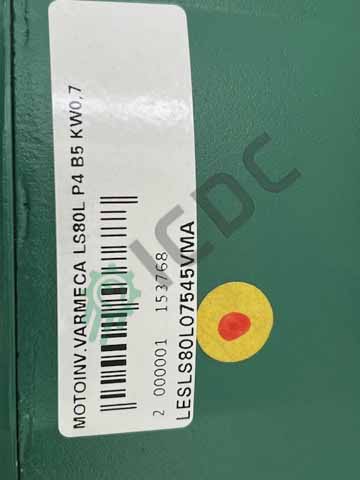 MOTOINV.VARMECA LS80L P4 B5 KW0,7
2 000001 153768
LESLS80L07545VMA
ICDC